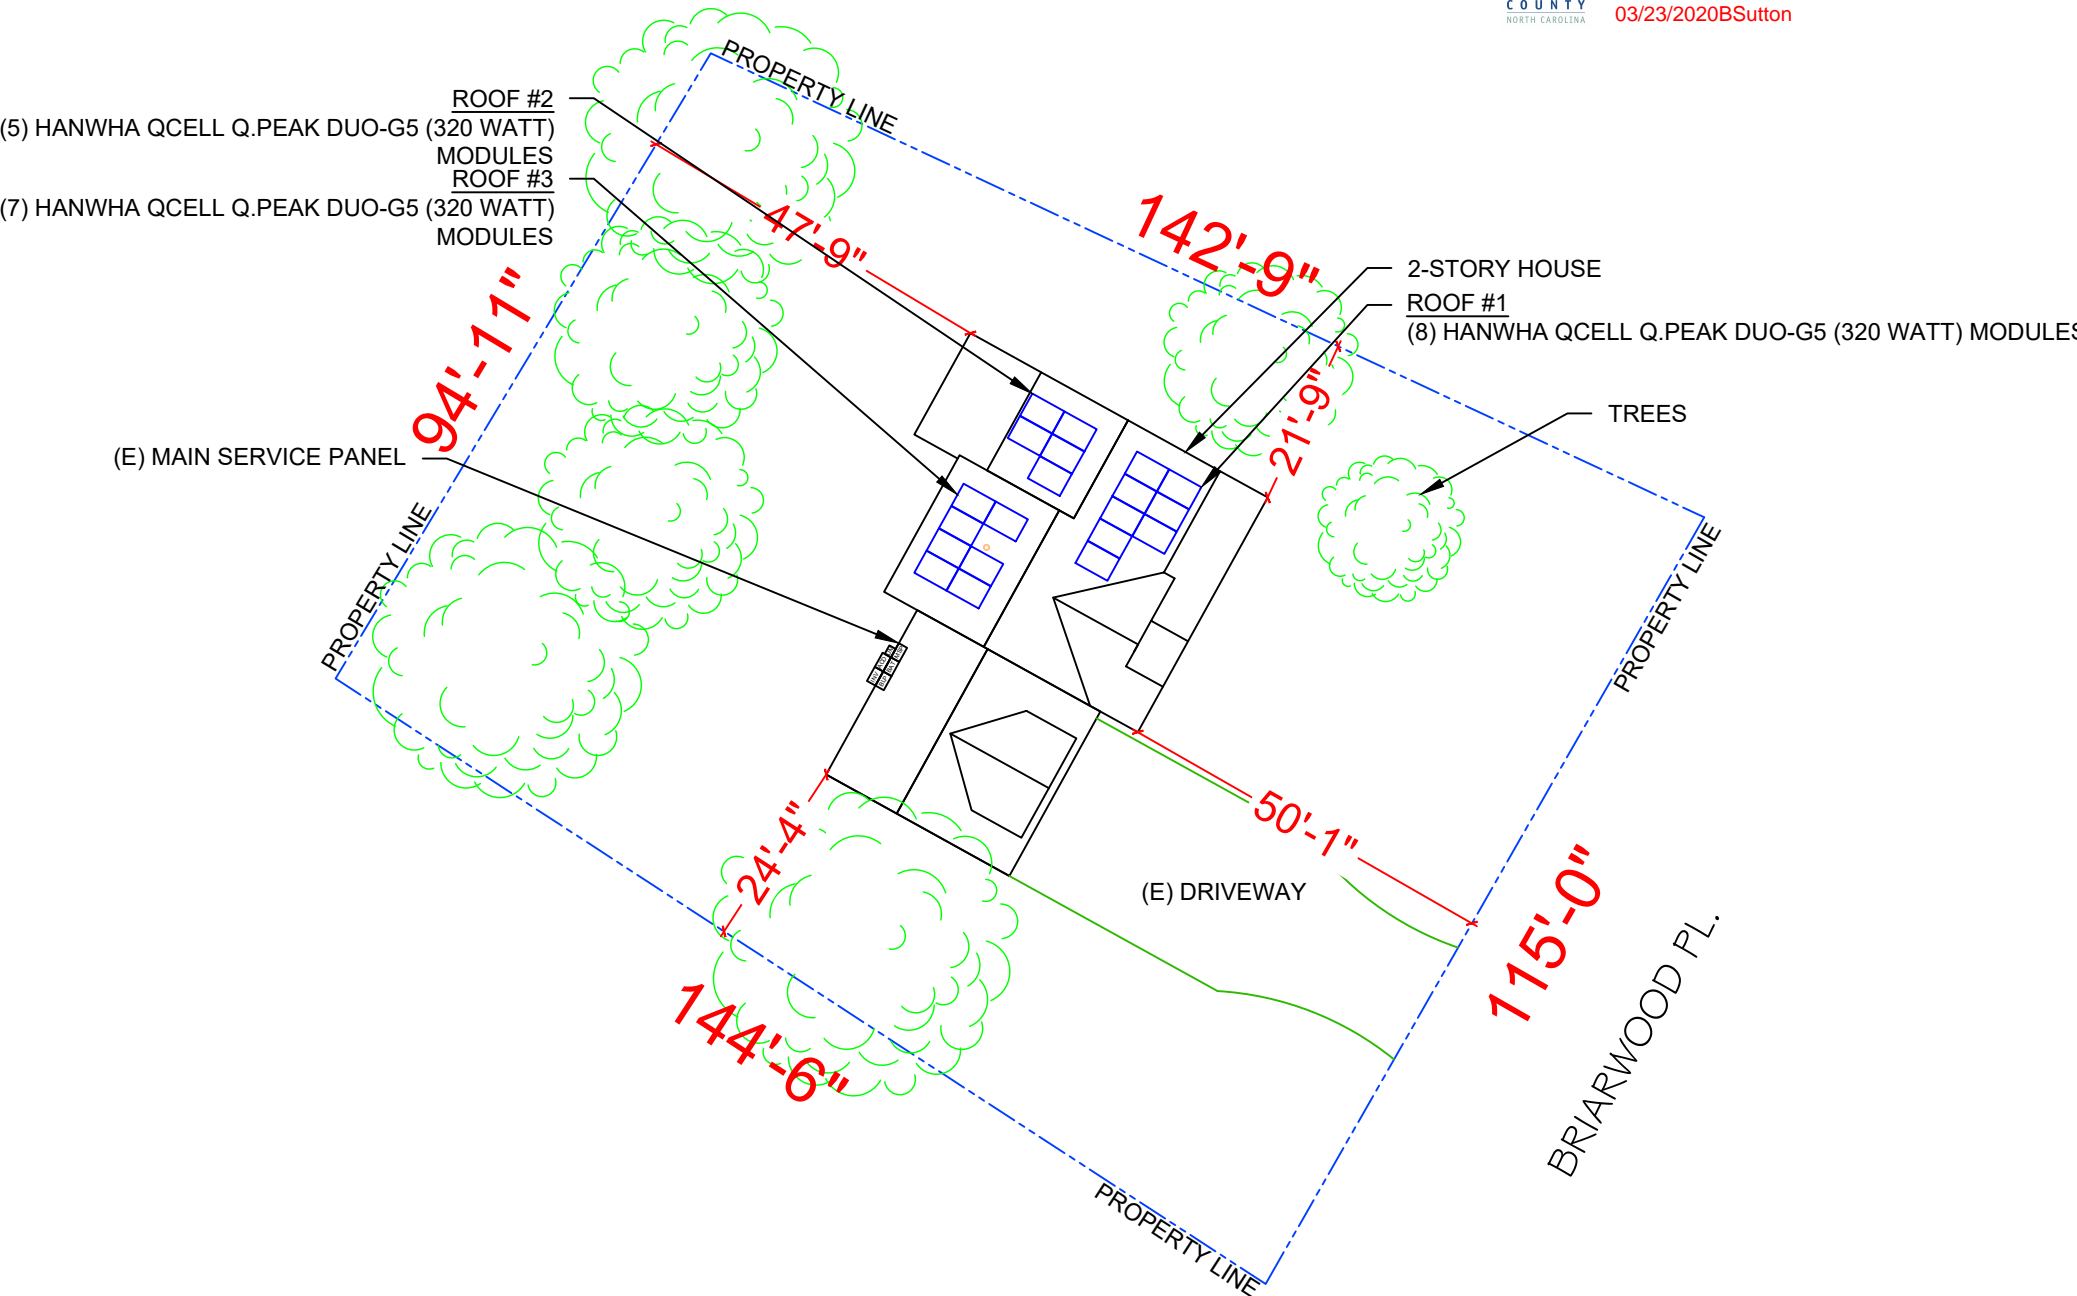 COUNTY
NORTH CAROLINA
03/23/2020BSutton
PROPERTY LINE
ROOF #2
(5) HANWHA QCELL Q.PEAK DUO-G5 (320 WATT)
MODULES
ROOF #3
(7) HANWHA QCELL Q.PEAK DUO-G5 (320 WATT)
MODULES
47'-9"
142'-9"
2-STORY HOUSE
ROOF #1
(8) HANWHA QCELL Q.PEAK DUO-G5 (320 WATT) MODULES
94'-11"
21'-9"
TREES
(E) MAIN SERVICE PANEL
PROPERTY LINE
PROPERTY LINE
24'-4"
50'-1"
(E) DRIVEWAY
115'-0"
144'-6"
BRIARWOOD PL.
PROPERTY LINE